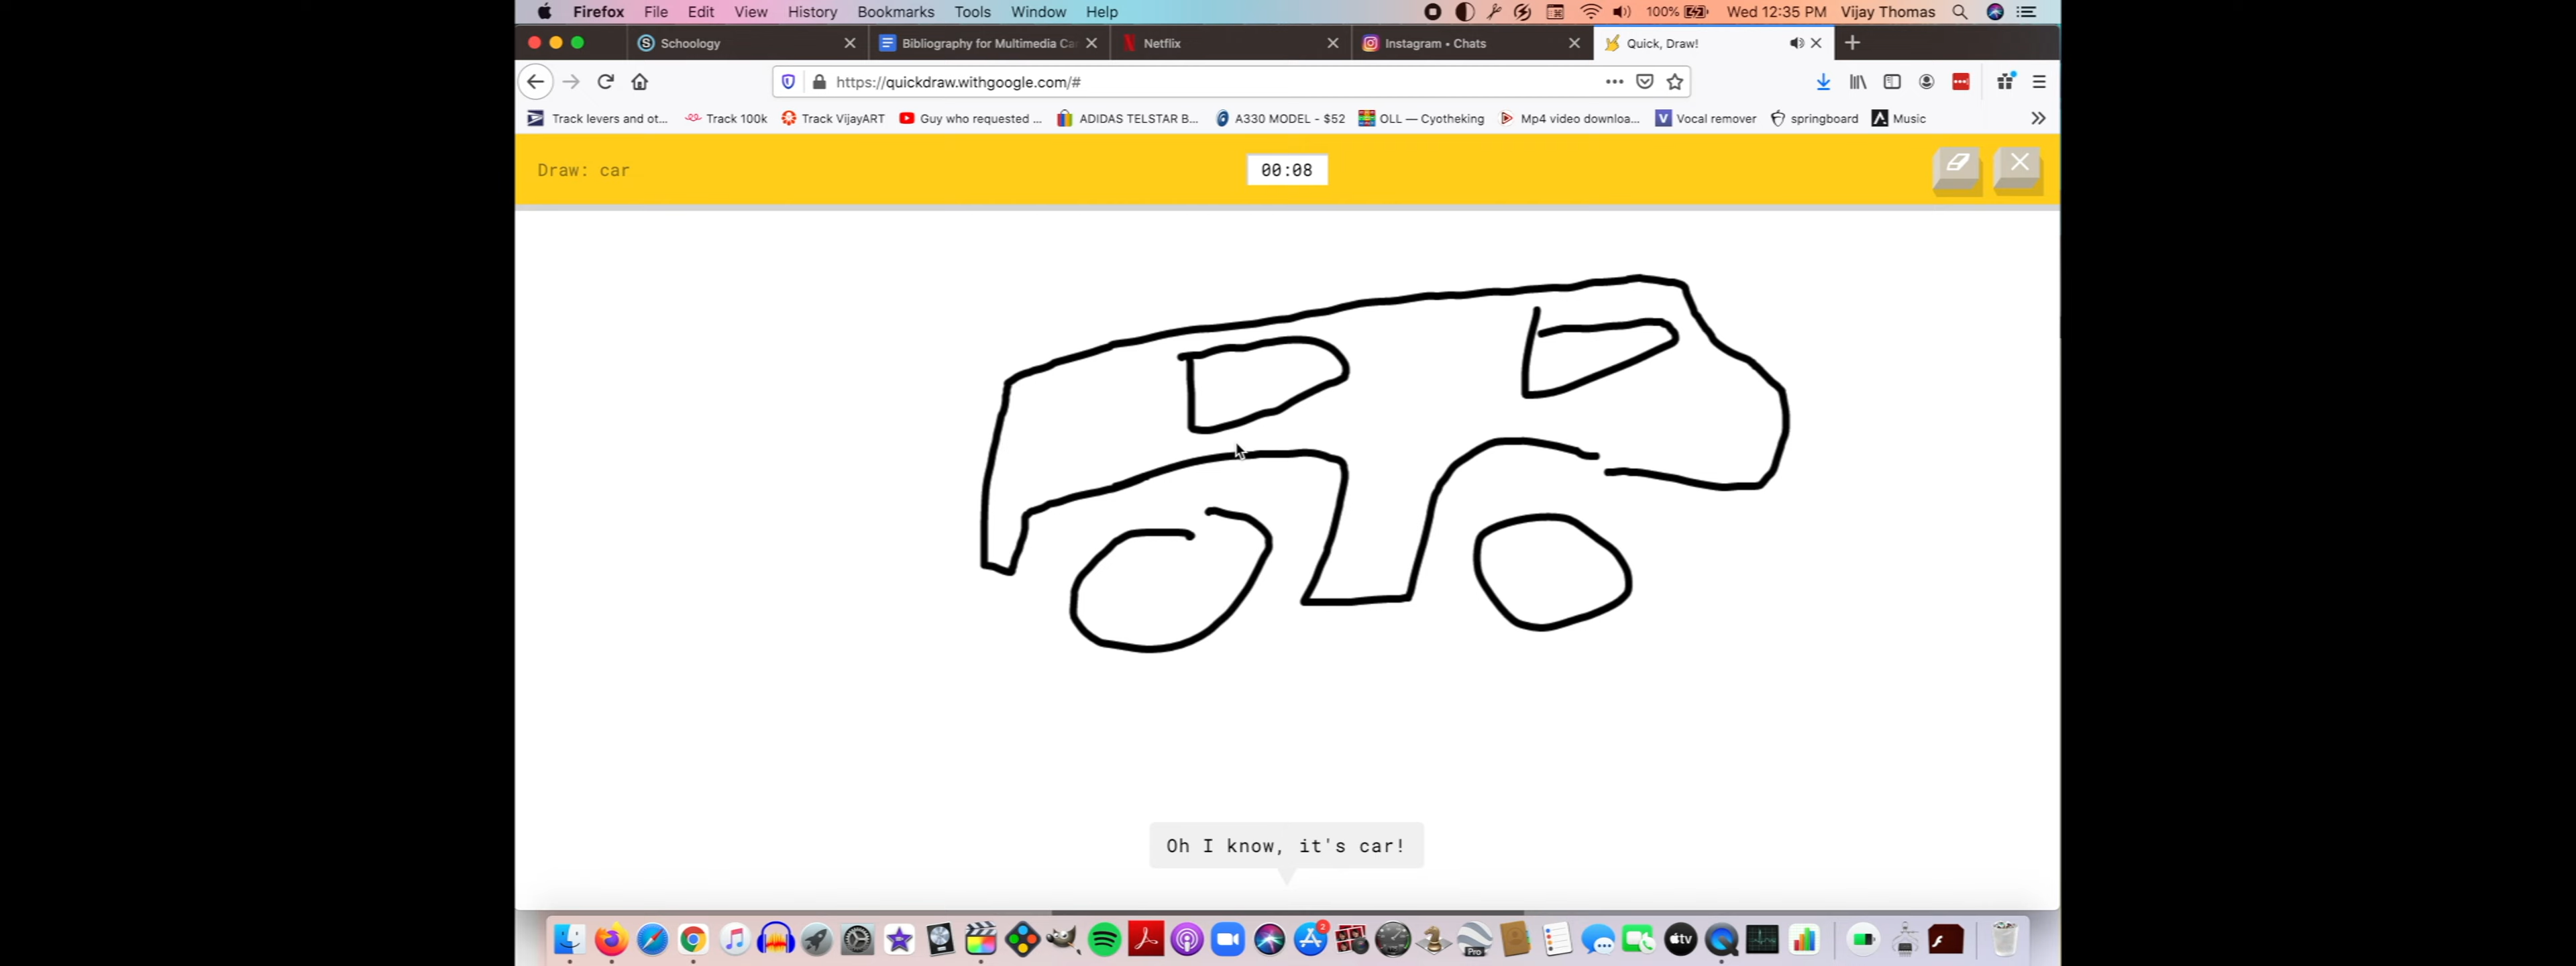 Firefox File Edit View History Bookmarks Tools Window Help 100% Wed 12:35 PM Vijay Thomas
Schoology Bibliography for Multimedia Ca Netflix Instagram • Chats Quick, Draw!
https://quickdraw.withgoogle.com/#
Track levers and ot... Track 100k Track VijayART Guy who requested ... ADIDAS TELSTAR B... A330 MODEL - $52 OLL — Cyotheking Mp4 video downloa... Vocal remover springboard Music
Draw: car 00:08
Oh I know, it's car!
2 Pro tv